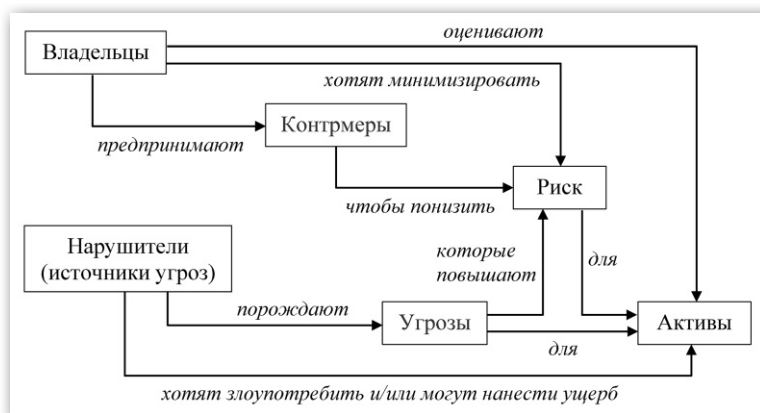 оценивают
Владельцы
хотят минимизировать
Контрмеры
предпринимают
Риск
чтобы понизить
Нарушители
(источники угроз)
которые
повышают
для
порождают
Угрозы
Активы
для
хотят злоупотребить и/или могут нанести ущерб